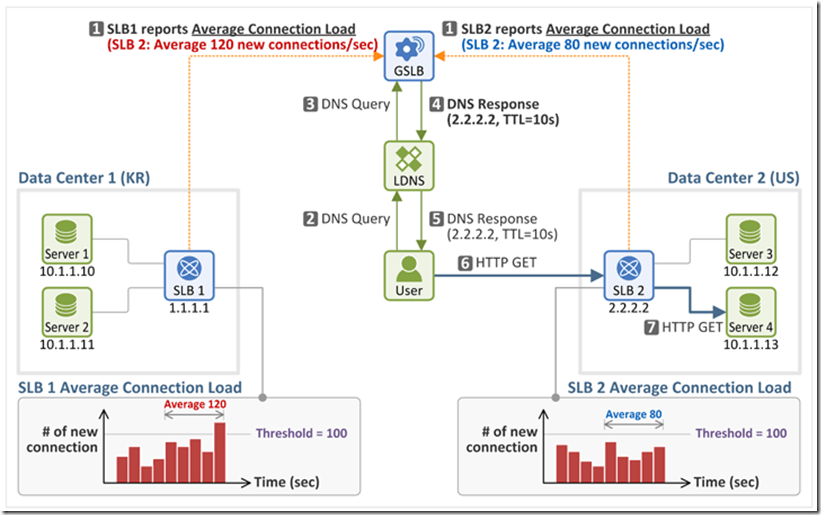 1 SLB1 reports Average Connection Load
(SLB 2: Average 120 new connections/sec)
1 SLB2 reports Average Connection Load
(SLB 2: Average 80 new connections/sec)
GSLB
3 DNS Query
4 DNS Response
(2.2.2.2, TTL=10s)
LDNS
2 DNS Query
5 DNS Response
(2.2.2.2, TTL=10s)
User
6 HTTP GET
Data Center 1 (KR)
Server 1
10.1.1.10
Server 2
10.1.1.11
SLB 1
1.1.1.1
Data Center 2 (US)
SLB 2
2.2.2.2
Server 3
10.1.1.12
7 HTTP GET
Server 4
10.1.1.13
SLB 1 Average Connection Load
Average 120
# of new
connection
Threshold = 100
Time (sec)
SLB 2 Average Connection Load
Average 80
# of new
connection
Threshold = 100
Time (sec)